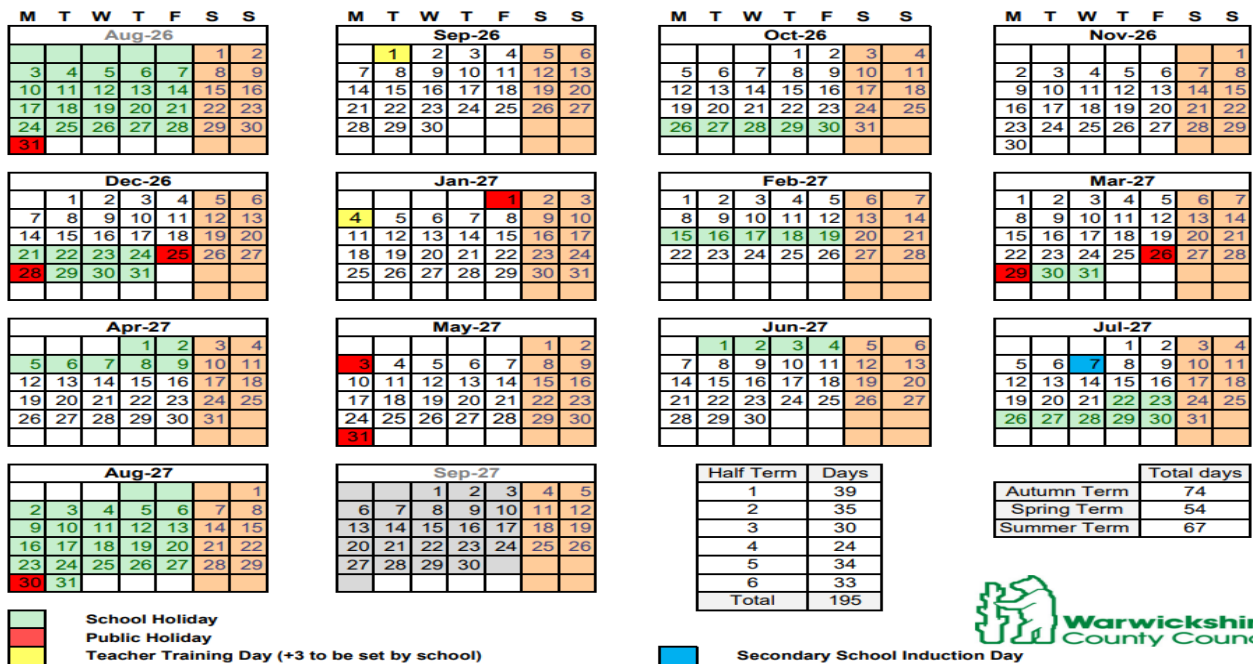 M T W T F S S M T W T F S S M T W T F S S M T W T F S S
Aug-26 Sep-26 Oct-26 Nov-26
1 2 1 2 3 4 5 6 1 2 3 4 1
3 4 5 6 7 8 9 7 8 9 10 11 12 13 5 6 7 8 9 10 11 2 3 4 5 6 7 8
10 11 12 13 14 15 16 14 15 16 17 18 19 20 12 13 14 15 16 17 18 9 10 11 12 13 14 15
17 18 19 20 21 22 23 21 22 23 24 25 26 27 19 20 21 22 23 24 25 16 17 18 19 20 21 22
24 25 26 27 28 29 30 28 29 30 26 27 28 29 30 31 23 24 25 26 27 28 29
31 30
Dec-26 Jan-27 Feb-27 Mar-27
1 2 3 4 5 6 1 2 3 1 2 3 4 5 6 7 1 2 3 4 5 6 7
7 8 9 10 11 12 13 4 5 6 7 8 9 10 8 9 10 11 12 13 14 8 9 10 11 12 13 14
14 15 16 17 18 19 20 11 12 13 14 15 16 17 15 16 17 18 19 20 21 15 16 17 18 19 20 21
21 22 23 24 25 26 27 18 19 20 21 22 23 24 22 23 24 25 26 27 28 22 23 24 25 26 27 28
28 29 30 31 25 26 27 28 29 30 31 29 30 31
Apr-27 May-27 Jun-27 Jul-27
1 2 3 4 1 2 1 2 3 4 5 6 1 2 3 4
5 6 7 8 9 10 11 3 4 5 6 7 8 9 7 8 9 10 11 12 13 5 6 7 8 9 10 11
12 13 14 15 16 17 18 10 11 12 13 14 15 16 14 15 16 17 18 19 20 12 13 14 15 16 17 18
19 20 21 22 23 24 25 17 18 19 20 21 22 23 21 22 23 24 25 26 27 19 20 21 22 23 24 25
26 27 28 29 30 31 24 25 26 27 28 29 30 28 29 30 26 27 28 29 30 31
31
Aug-27 Sep-27
1 1 2 3 4 5
2 3 4 5 6 7 8 6 7 8 9 10 11 12
9 10 11 12 13 14 15 13 14 15 16 17 18 19
16 17 18 19 20 21 22 20 21 22 23 24 25 26
23 24 25 26 27 28 29 27 28 29 30
30 31
Half Term Days
1 39
2 35
3 30
4 24
5 34
6 33
Total 195
Total days
Autumn Term 74
Spring Term 54
Summer Term 67
School Holiday
Public Holiday
Teacher Training Day (+3 to be set by school)
Secondary School Induction Day
Warwickshir
County Counc